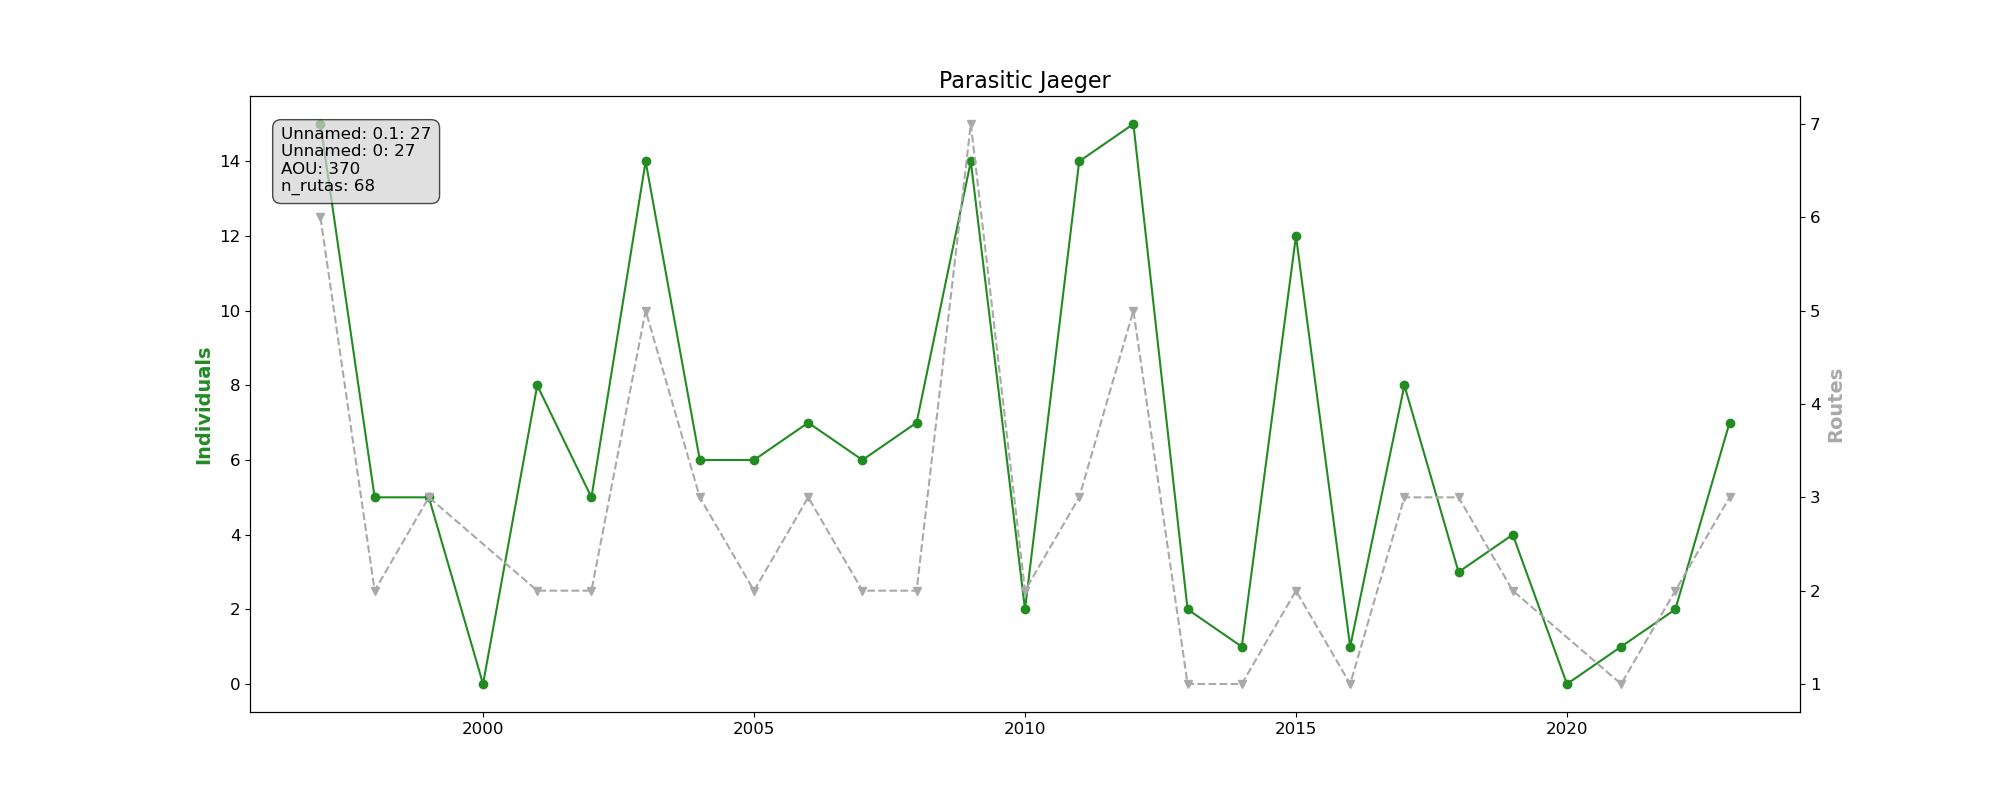 Parasitic Jaeger
Unnamed: 0.1: 27
Unnamed: 0: 27
AOU: 370
n_rutas: 68
Individuals
14
12
10
8
6
4
2
0
7
6
5
4
3
2
1
Routes
2000
2005
2010
2015
2020